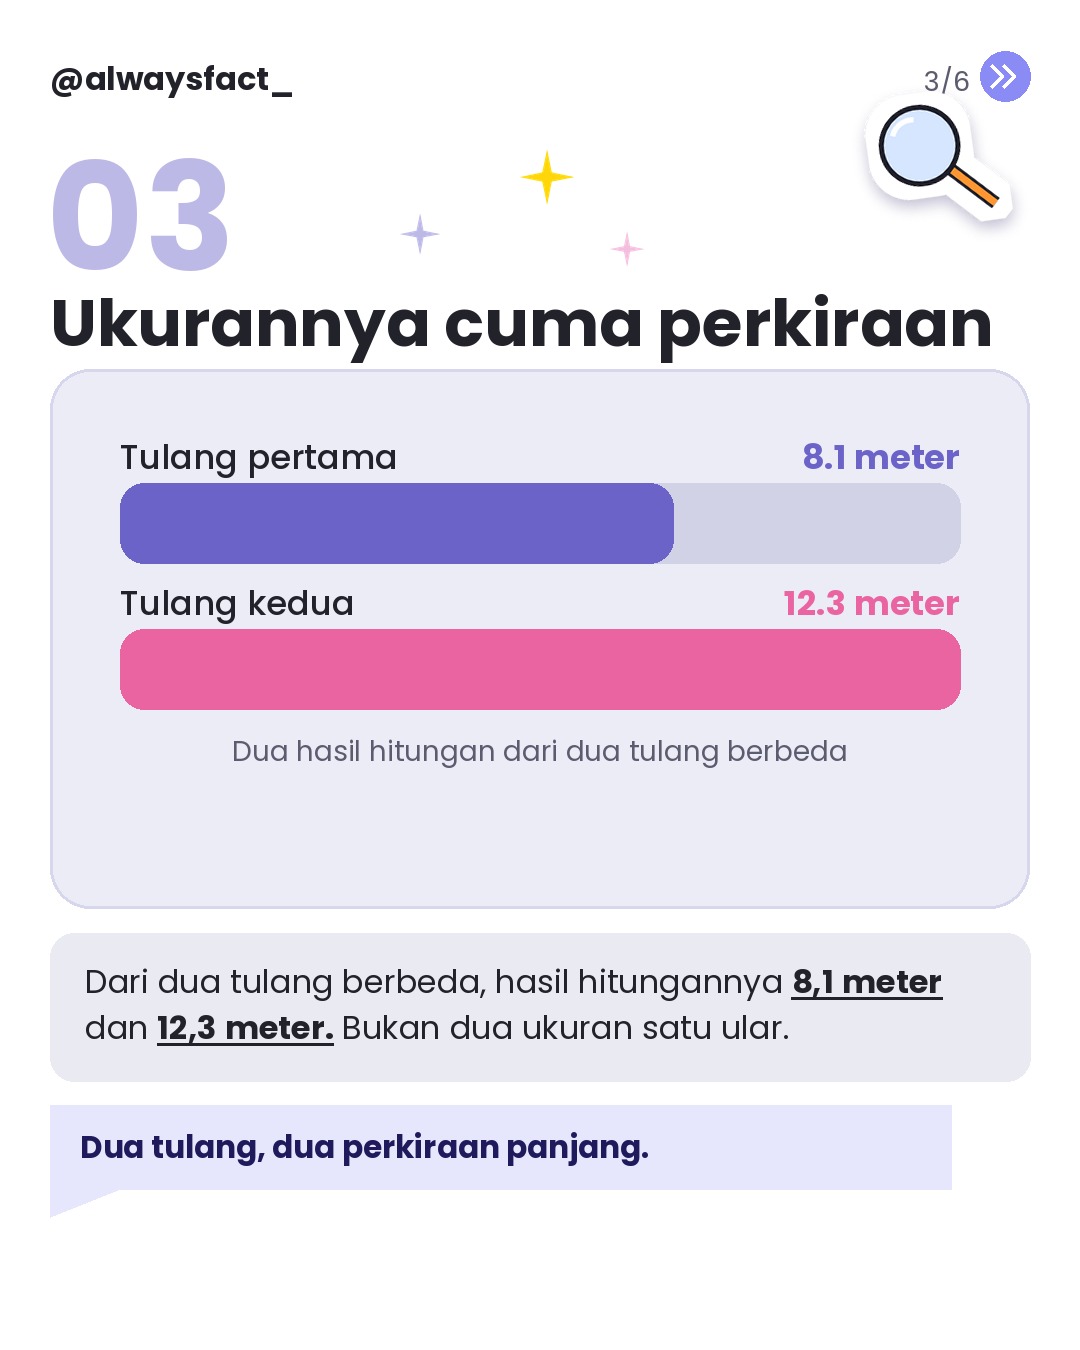 @alwaysfact_
3/6
03
Ukurannya cuma perkiraan
Tulang pertama 8.1 meter
Tulang kedua 12.3 meter
Dua hasil hitungan dari dua tulang berbeda
Dari dua tulang berbeda, hasil hitungannya 8,1 meter
dan 12,3 meter. Bukan dua ukuran satu ular.
Dua tulang, dua perkiraan panjang.